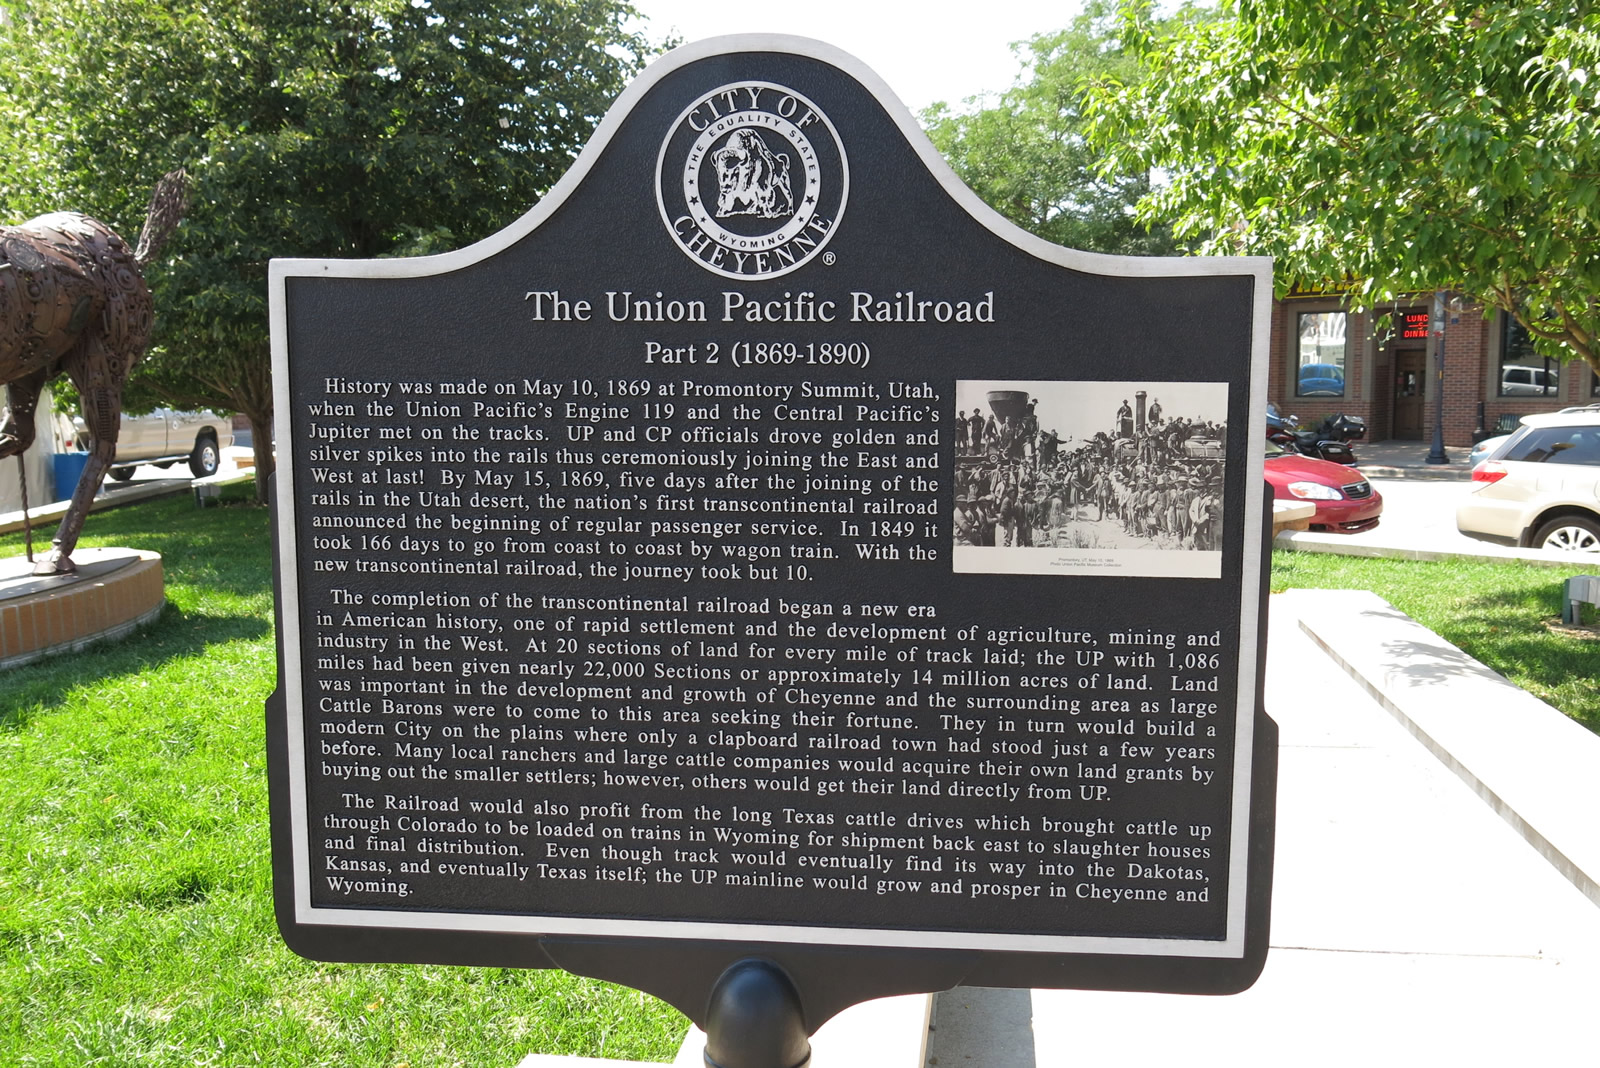 CITY OF
THE EQUALITY STATE
WYOMING
CHEYENNE
®
The Union Pacific Railroad
Part 2 (1869-1890)
History was made on May 10, 1869 at Promontory Summit, Utah,
when the Union Pacific's Engine 119 and the Central Pacific's
Jupiter met on the tracks. UP and CP officials drove golden and
silver spikes into the rails thus ceremoniously joining the East and
West at last! By May 15, 1869, five days after the joining of the
rails in the Utah desert, the nation's first transcontinental railroad
announced the beginning of regular passenger service. In 1849 it
took 166 days to go from coast to coast by wagon train. With the
new transcontinental railroad, the journey took but 10.
Promontory, UT May 10, 1869
Photo Union Pacific Museum Collection
The completion of the transcontinental railroad began a new era
in American history, one of rapid settlement and the development of agriculture, mining and
industry in the West. At 20 sections of land for every mile of track laid; the UP with 1,086
miles had been given nearly 22,000 Sections or approximately 14 million acres of land. Land
was important in the development and growth of Cheyenne and the surrounding area as large
Cattle Barons were to come to this area seeking their fortune. They in turn would build a
modern City on the plains where only a clapboard railroad town had stood just a few years
before. Many local ranchers and large cattle companies would acquire their own land grants by
buying out the smaller settlers; however, others would get their land directly from UP.
The Railroad would also profit from the long Texas cattle drives which brought cattle up
through Colorado to be loaded on trains in Wyoming for shipment back east to slaughter houses
and final distribution. Even though track would eventually find its way into the Dakotas,
Kansas, and eventually Texas itself; the UP mainline would grow and prosper in Cheyenne and
Wyoming.